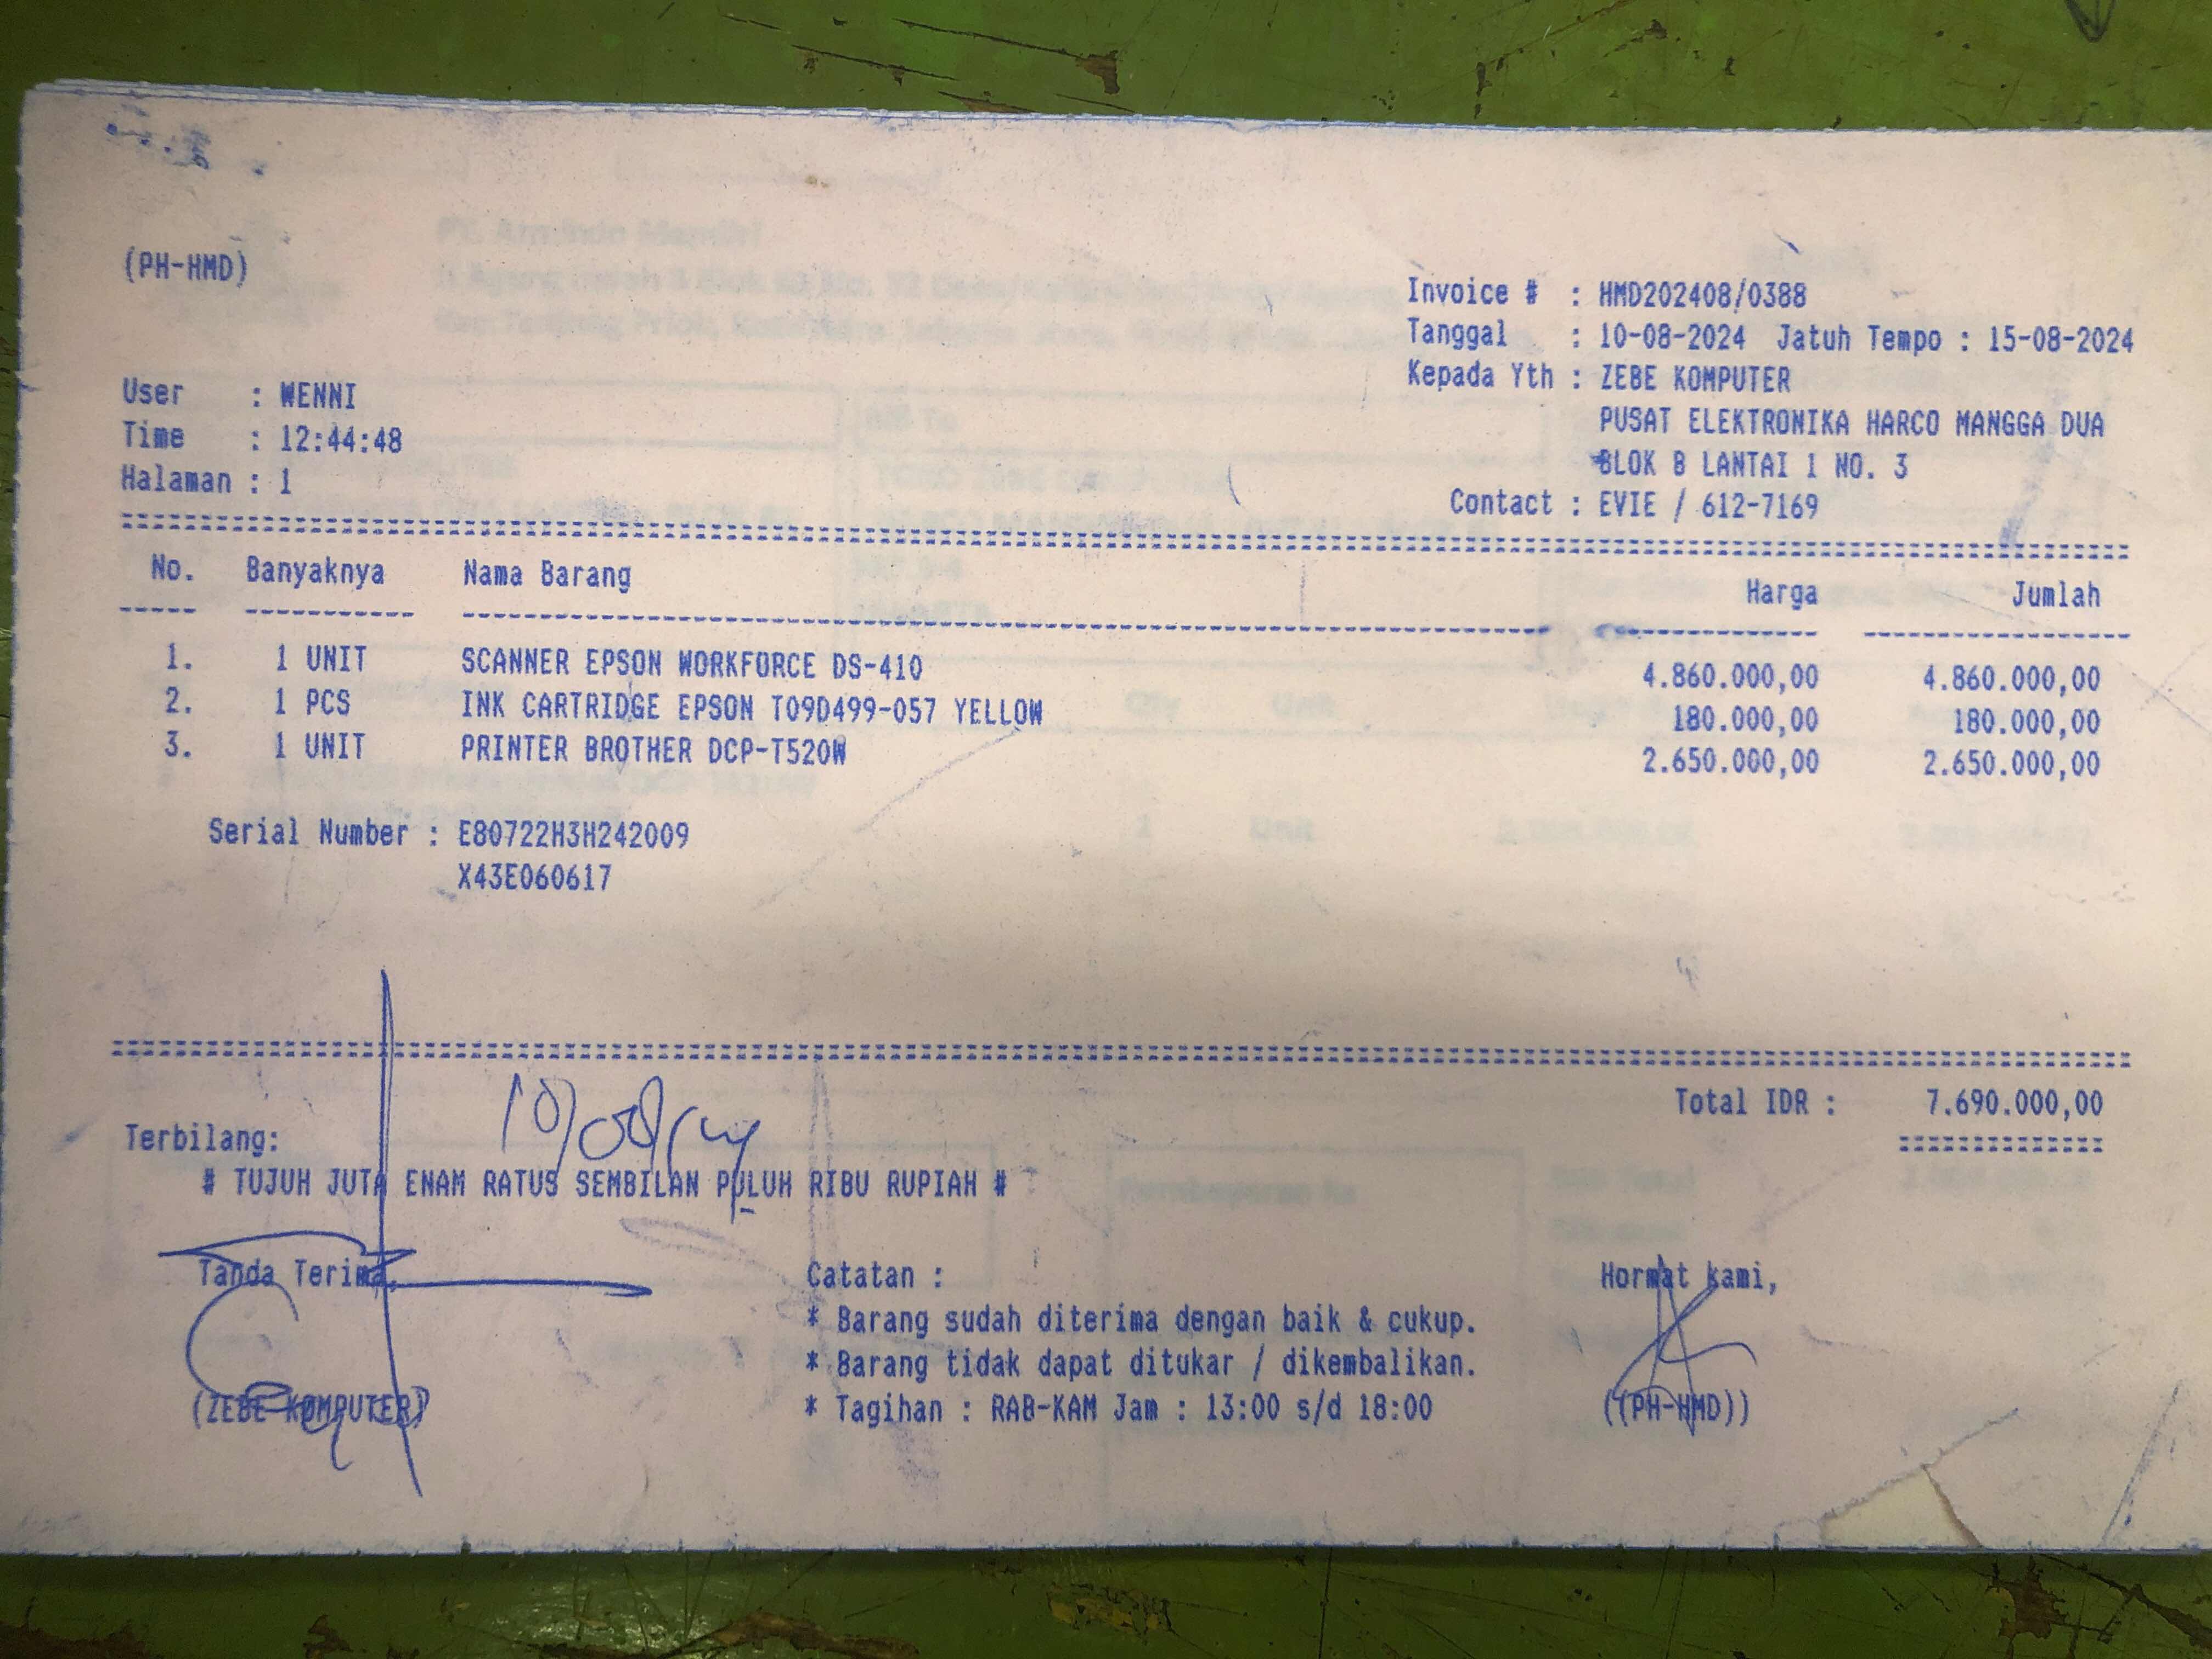 (PH-HMD)
Invoice # : HMD202408/0388
Tanggal : 10-08-2024 Jatuh Tempo : 15-08-2024
Kepada Yth : ZEBE KOMPUTER
PUSAT ELEKTRONIKA HARCO MANGGA DUA
BLOK B LANTAI 1 NO. 3
Contact : EVIE / 612-7169
User : WENNI
Time : 12:44:48
Halaman : 1
No. Banyaknya Nama Barang Harga Jumlah
1. 1 UNIT SCANNER EPSON WORKFORCE DS-410 4.860.000,00 4.860.000,00
2. 1 PCS INK CARTRIDGE EPSON T09D499-057 YELLOW 180.000,00 180.000,00
3. 1 UNIT PRINTER BROTHER DCP-T520W 2.650.000,00 2.650.000,00
Serial Number : E80722H3H242009
X43E060617
Total IDR : 7.690.000,00
Terbilang:
# TUJUH JUTA ENAM RATUS SEMBILAN PULUH RIBU RUPIAH #
Tanda Terima,
(ZEBE KOMPUTER)
Catatan :
* Barang sudah diterima dengan baik & cukup.
* Barang tidak dapat ditukar / dikembalikan.
* Tagihan : RAB-KAM Jam : 13:00 s/d 18:00
Hormat kami,
((PH-HMD))